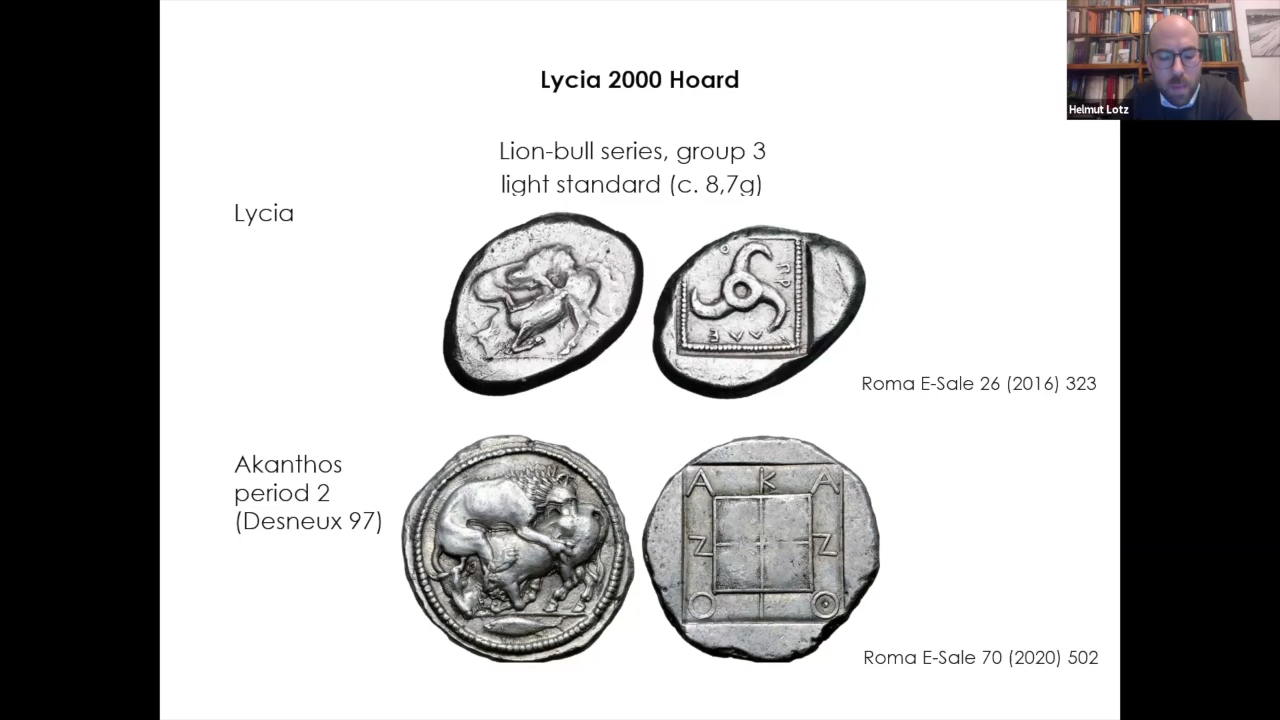 Lycia 2000 Hoard
Helmut Lotz
Lion-bull series, group 3
light standard (c. 8,7g)
Lycia
Roma E-Sale 26 (2016) 323
Akanthos
period 2
(Desneux 97)
A K A
Roma E-Sale 70 (2020) 502